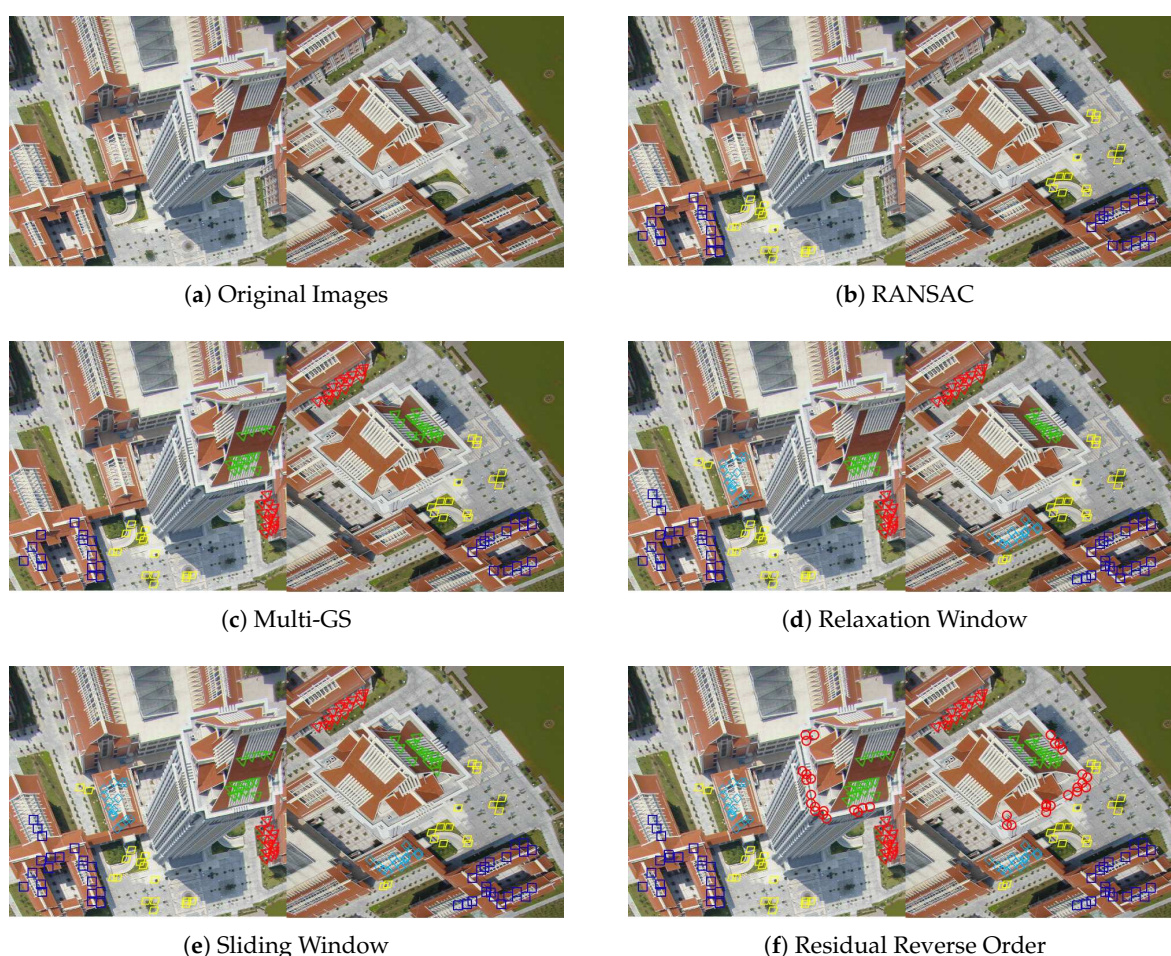 (a) Original Images
(b) RANSAC
(c) Multi-GS
(d) Relaxation Window
(e) Sliding Window
(f) Residual Reverse Order